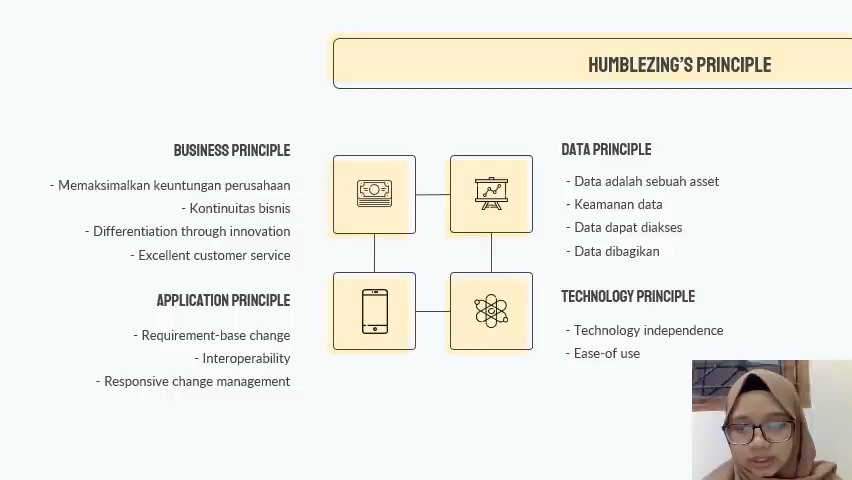 HUMBLEZING'S PRINCIPLE
BUSINESS PRINCIPLE
- Memaksimalkan keuntungan perusahaan
- Kontinuitas bisnis
- Differentiation through innovation
- Excellent customer service
DATA PRINCIPLE
- Data adalah sebuah asset
- Keamanan data
- Data dapat diakses
- Data dibagikan
APPLICATION PRINCIPLE
- Requirement-base change
- Interoperability
- Responsive change management
TECHNOLOGY PRINCIPLE
- Technology independence
- Ease-of use